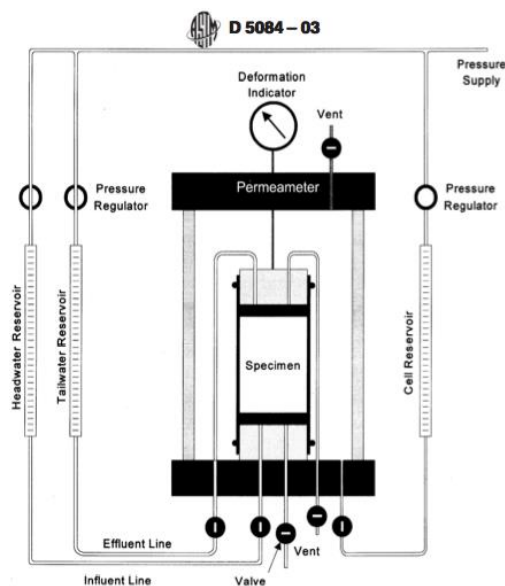 ASTM D 5084 – 03
Pressure
Supply
Deformation
Indicator
Vent
Permeameter
Pressure
Regulator
Pressure
Regulator
Headwater Reservoir
Tailwater Reservoir
Cell Reservoir
Specimen
Effluent Line
Vent
Influent Line
Valve